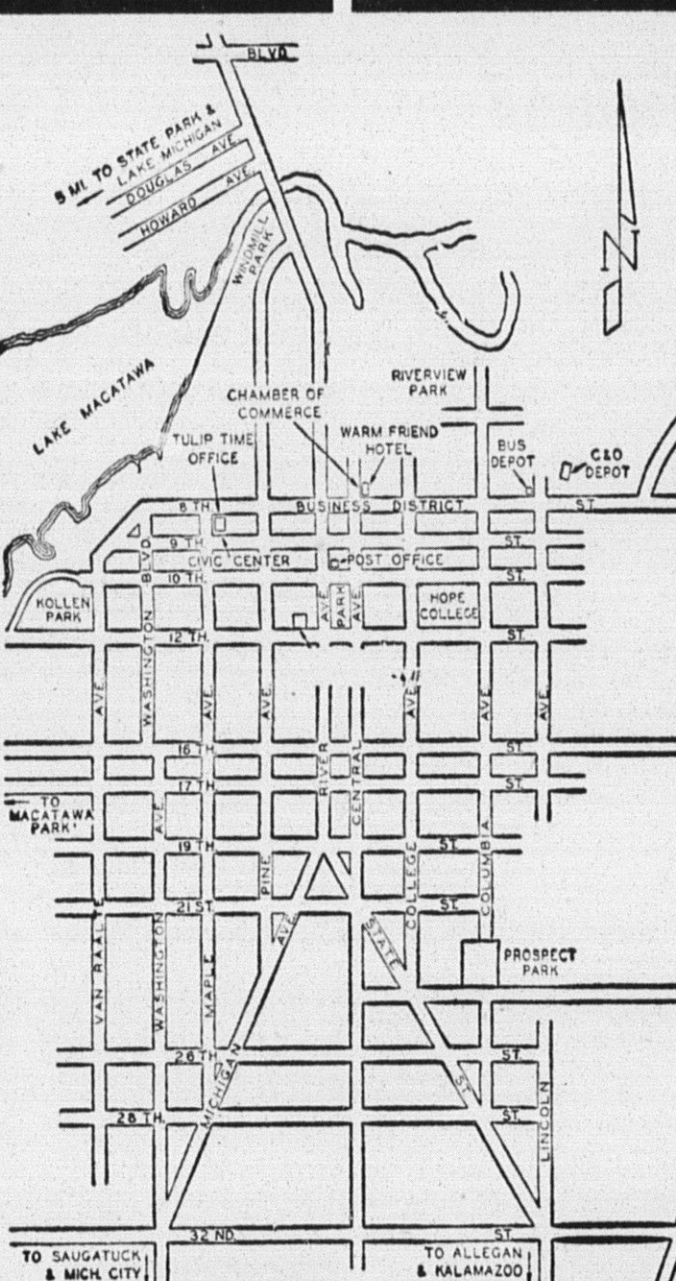 BLVD.
5 MI. TO STATE PARK &
LAKE MICHIGAN
DOUGLAS AVE.
HOWARD AVE.
WINDMILL
PARK
N
LAKE MACATAWA
RIVERVIEW
PARK
CHAMBER OF
COMMERCE
TULIP TIME
OFFICE
WARM FRIEND
HOTEL
BUS
DEPOT
C&O
DEPOT
8 TH. BUSINESS DISTRICT ST.
9 TH. ST.
CIVIC CENTER
POST OFFICE
10 TH. ST.
KOLLEN
PARK
WASHINGTON BLVD.
AVE.
PARK
AVE.
HOPE
COLLEGE
12 TH. ST.
AVE.
AVE.
AVE.
AVE.
AVE.
AVE.
16 TH. ST.
RIVER
CENTRAL
17 TH. ST.
TO
MACATAWA
PARK
AVE.
19 TH. ST.
PINE
COLLEGE
COLUMBIA
21 ST. ST.
AVE.
STATE
VAN RAALTE
WASHINGTON
MAPLE
PROSPECT
PARK
26 TH. ST.
MICHIGAN
ST.
28 TH. ST.
LINCOLN
32 ND. ST.
TO SAUGATUCK
& MICH. CITY
TO ALLEGAN
& KALAMAZOO